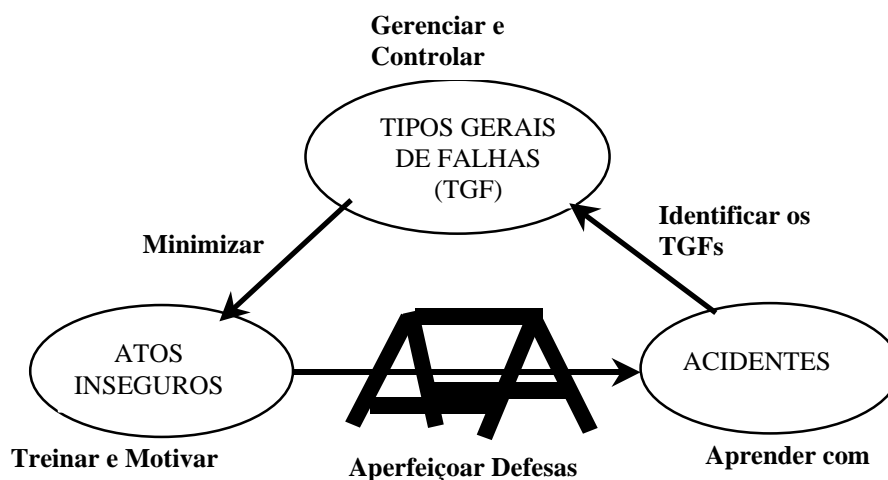 Gerenciar e
Controlar
TIPOS GERAIS
DE FALHAS
(TGF)
Identificar os
TGFs
Minimizar
ATOS
INSEGUROS
ACIDENTES
Treinar e Motivar
Aperfeiçoar Defesas
Aprender com